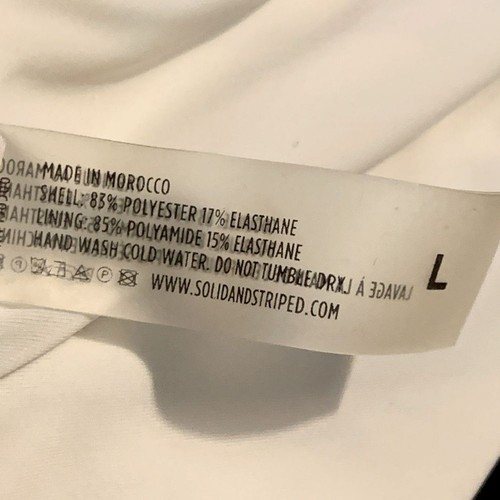 MADE IN MOROCCO
SHELL: 83% POLYESTER 17% ELASTHANE
LINING: 85% POLYAMIDE 15% ELASTHANE
HAND WASH COLD WATER. DO NOT TUMBLE DRY.
WWW.SOLIDANDSTRIPED.COM
L